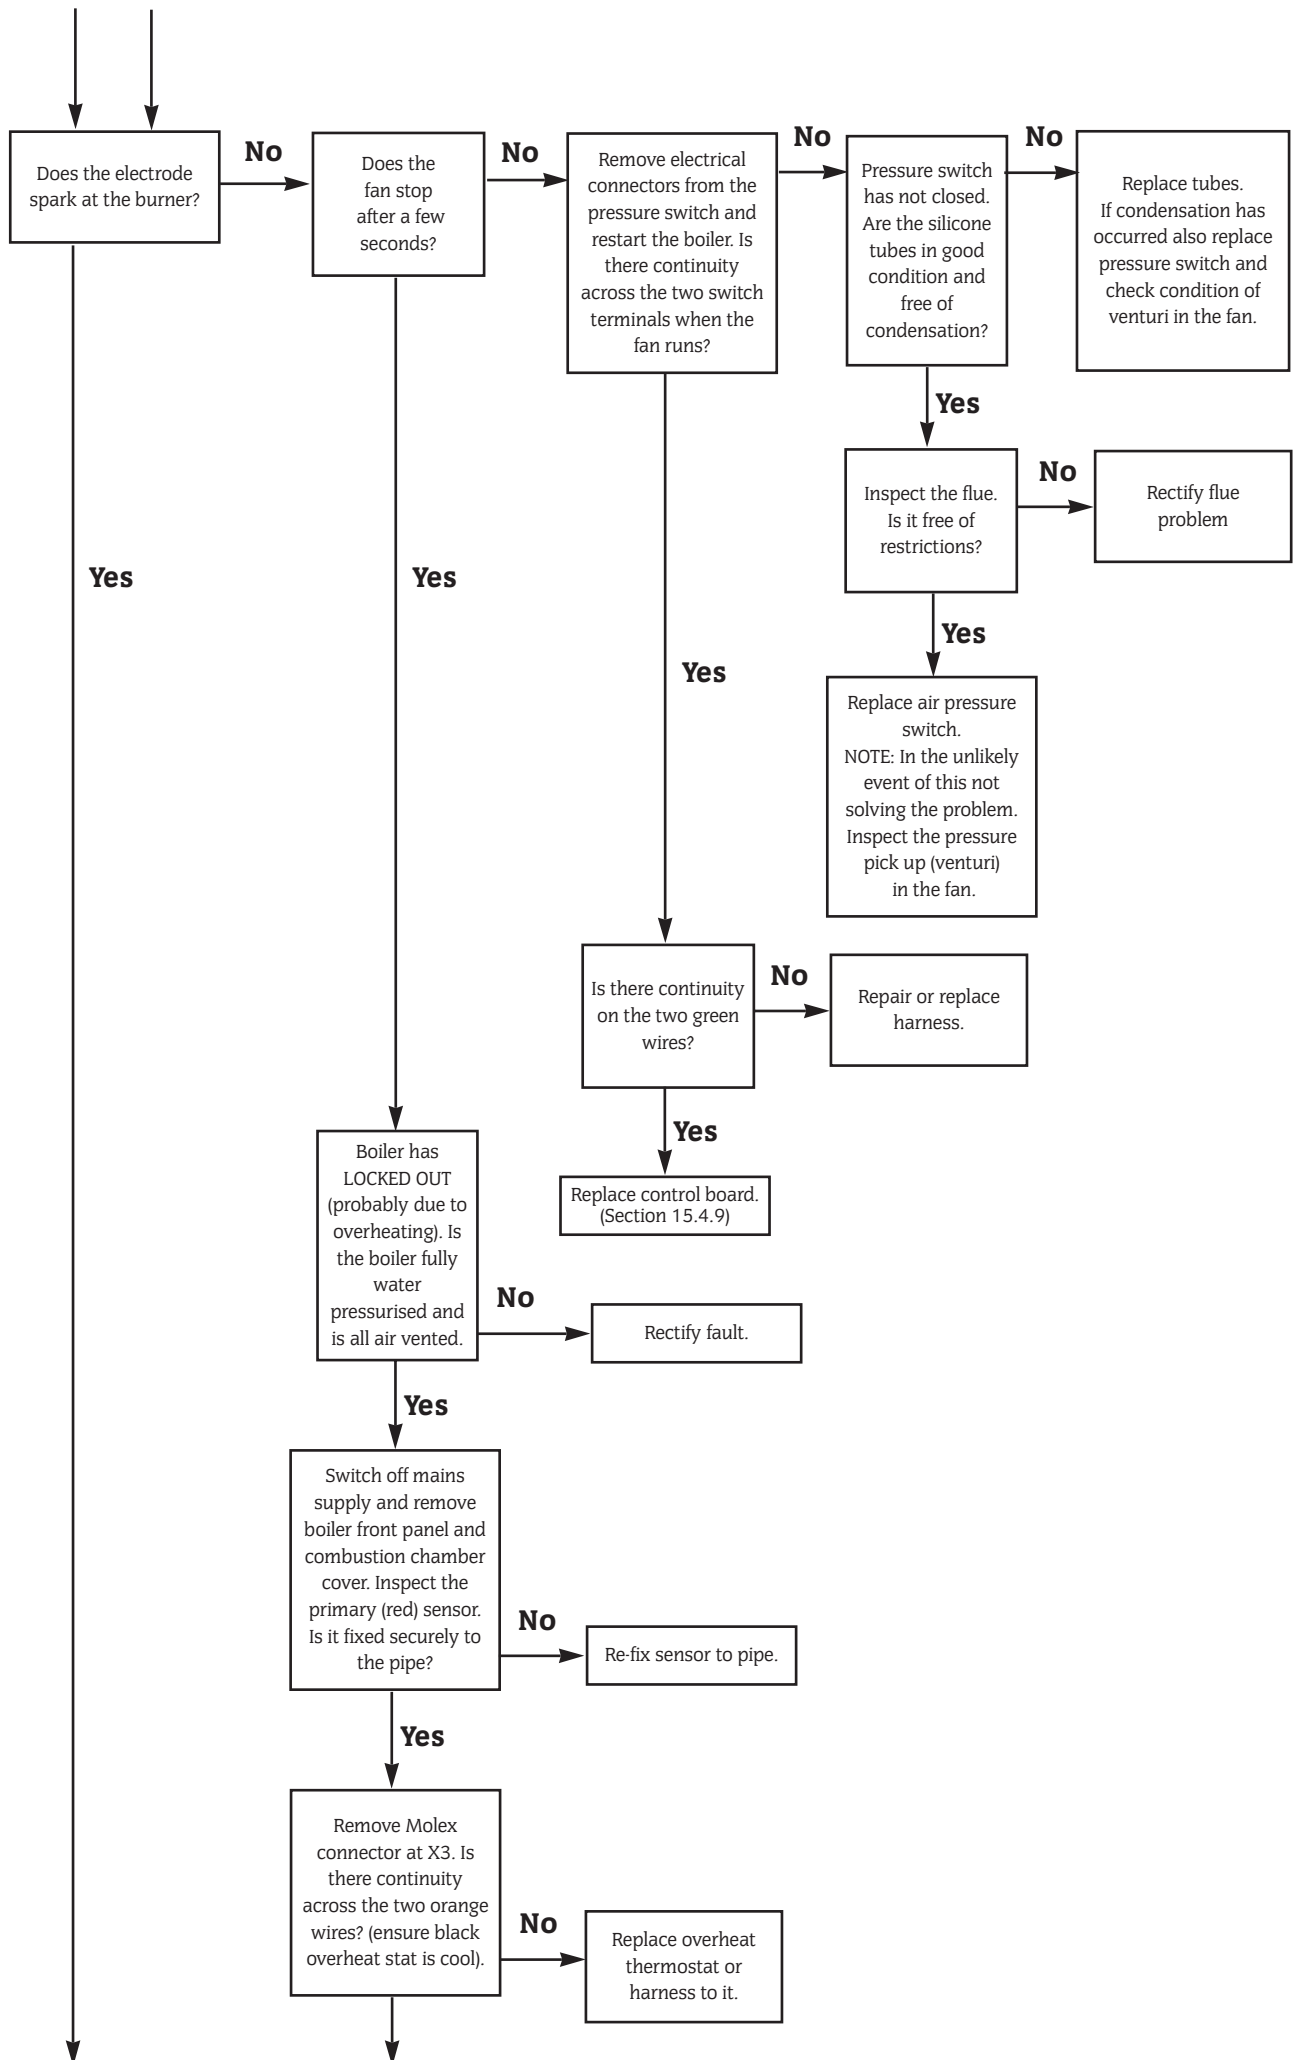 Does the electrode
spark at the burner?
No
Does the
fan stop
after a few
seconds?
No
Remove electrical
connectors from the
pressure switch and
restart the boiler. Is
there continuity
across the two switch
terminals when the
fan runs?
No
Pressure switch
has not closed.
Are the silicone
tubes in good
condition and
free of
condensation?
No
Replace tubes.
If condensation has
occurred also replace
pressure switch and
check condition of
venturi in the fan.
Yes
Inspect the flue.
Is it free of
restrictions?
No
Rectify flue
problem
Yes
Yes
Yes
Replace air pressure
switch.
NOTE: In the unlikely
event of this not
solving the problem.
Inspect the pressure
pick up (venturi)
in the fan.
Yes
Is there continuity
on the two green
wires?
No
Repair or replace
harness.
Yes
Replace control board.
(Section 15.4.9)
Boiler has
LOCKED OUT
(probably due to
overheating). Is
the boiler fully
water
pressurised and
is all air vented.
No
Rectify fault.
Yes
Switch off mains
supply and remove
boiler front panel and
combustion chamber
cover. Inspect the
primary (red) sensor.
Is it fixed securely to
the pipe?
No
Re-fix sensor to pipe.
Yes
Remove Molex
connector at X3. Is
there continuity
across the two orange
wires? (ensure black
overheat stat is cool).
No
Replace overheat
thermostat or
harness to it.